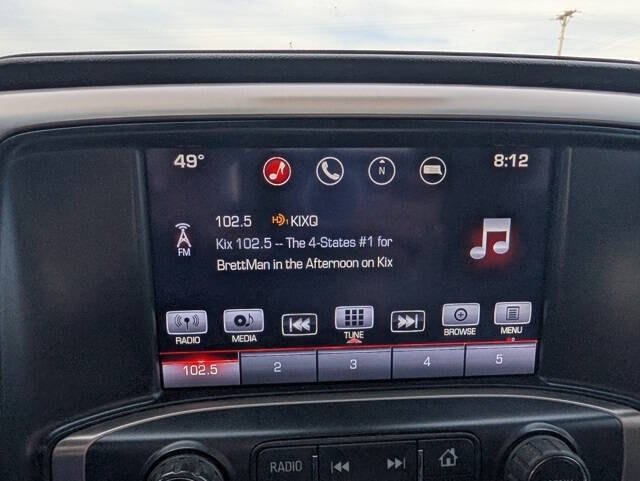 49° 8:12
N
102.5 HD1 KIXQ
Kix 102.5 -- The 4-States #1 for
BrettMan in the Afternoon on Kix
FM
RADIO MEDIA TUNE BROWSE MENU
102.5 2 3 4 5
RADIO